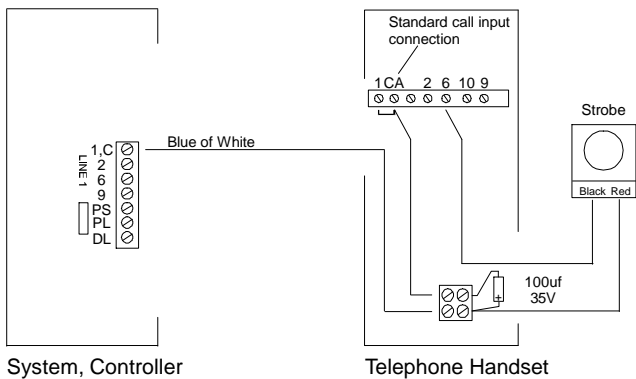 Standard call input
connection
1 CA 2 6 10 9
Strobe
Black Red
Blue of White
LINE 1
1,C
2
6
9
PS
PL
DL
100uf
35V
+
System, Controller
Telephone Handset